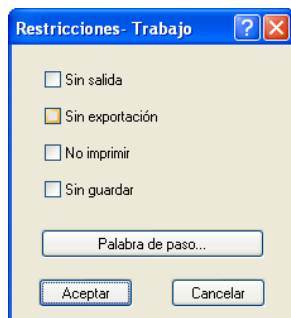 Restricciones- Trabajo
Sin salida
Sin exportación
No imprimir
Sin guardar
Palabra de paso...
Aceptar Cancelar